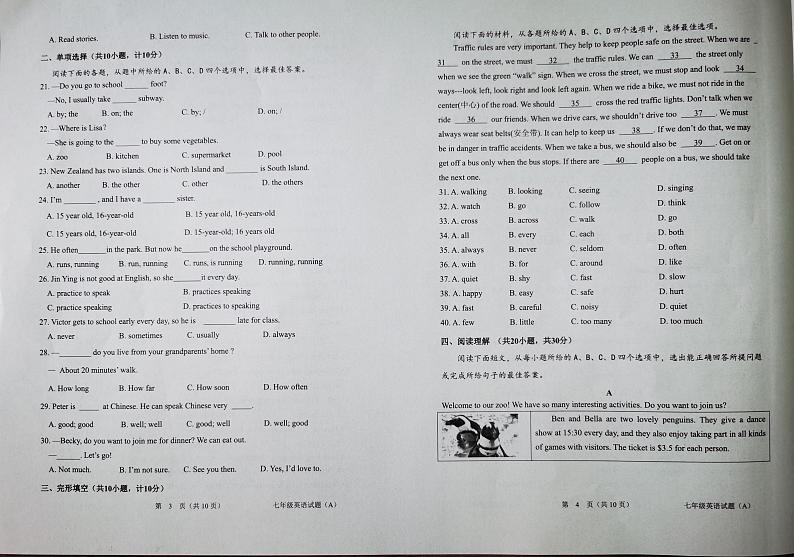 A. Read stories. B. Listen to music. C. Talk to other people.
二、单项选择（共10小题，计10分）
阅读下面的各题，从题中所给的 A、B、C、D 四个选项中，选择最佳答案。
21. —Do you go to school ______ foot?
—No, I usually take ______ subway.
A. by; the B. on; the C. by; / D. on; /
22. —Where is Lisa?
—She is going to the ______ to buy some vegetables.
A. zoo B. kitchen C. supermarket D. pool
23. New Zealand has two islands. One is North Island and ________ is South Island.
A. another B. the other C. other D. the others
24. I'm ________ , and I have a ________ sister.
A. 15 year old, 16-year-old B. 15 year old, 16-years-old
C. 15 years old, 16-year-old D. 15-year-old; 16 years old
25. He often_______in the park. But now he_______on the school playground.
A. runs, running B. run, running C. runs, is running D. running, running
26. Jin Ying is not good at English, so she_______it every day.
A. practice to speak B. practices speaking
C. practice speaking D. practices to speaking
27. Victor gets to school early every day, so he is ________ late for class.
A. never B. sometimes C. usually D. always
28. —________ do you live from your grandparents' home ?
— About 20 minutes' walk.
A. How long B. How far C. How soon D. How often
29. Peter is _____ at Chinese. He can speak Chinese very _____.
A. good; good B. well; well C. good; well D. well; good
30. —Becky, do you want to join me for dinner? We can eat out.
—______. Let's go!
A. Not much. B. I'm not sure. C. See you then. D. Yes, I'd love to.
三、完形填空（共10小题，计10分）
第 3 页（共10页） 七年级英语试题（A）
阅读下面的材料，从各题所给的 A、B、C、D 四个选项中，选择最佳选项。
Traffic rules are very important. They help to keep people safe on the street. When we are
31 on the street, we must 32 the traffic rules. We can 33 the street only
when we see the green "walk" sign. When we cross the street, we must stop and look 34
ways---look left, look right and look left again. When we ride a bike, we must not ride in the
center(中心) of the road. We should 35 cross the red traffic lights. Don't talk when we
ride 36 our friends. When we drive cars, we shouldn't drive too 37 . We must
always wear seat belts(安全带). It can help to keep us 38 . If we don't do that, we may
be in danger in traffic accidents. When we take a bus, we should also be 39 . Get on or
get off a bus only when the bus stops. If there are 40 people on a bus, we should take
the next one.
31. A. walking B. looking C. seeing D. singing
32. A. watch B. go C. follow D. think
33. A. cross B. across C. walk D. go
34. A. all B. every C. each D. both
35. A. always B. never C. seldom D. often
36. A. with B. for C. around D. like
37. A. quiet B. shy C. fast D. slow
38. A. happy B. easy C. safe D. hurt
39. A. fast B. careful C. noisy D. quiet
40. A. few B. little C. too many D. too much
四、阅读理解 （共20小题，共30分）
阅读下面短文，从每小题所给的 A、B、C、D 四个选项中，选出能正确回答所提问题
或完成所给句子的最佳答案。
A
Welcome to our zoo! We have so many interesting activities. Do you want to join us?
Ben and Bella are two lovely penguins. They give a dance
show at 15:30 every day, and they also enjoy taking part in all kinds
of games with visitors. The ticket is $3.5 for each person.
第 4 页（共10页） 七年级英语试题（A）